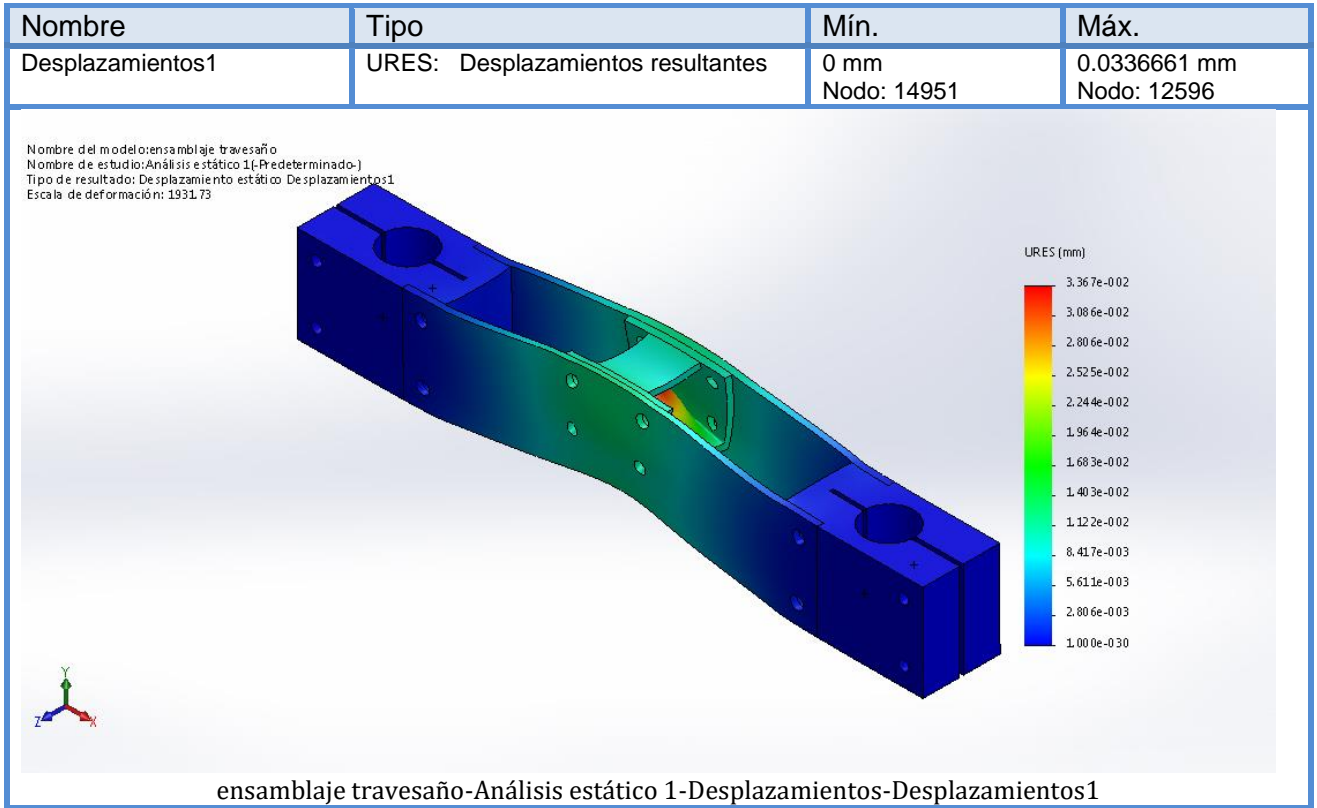 Nombre Tipo Mín. Máx.
Desplazamientos1 URES: Desplazamientos resultantes 0 mm 0.0336661 mm
Nodo: 14951 Nodo: 12596
Nombre del modelo:ensamblaje travesaño
Nombre de estudio:Análisis estático 1(-Predeterminado-)
Tipo de resultado: Desplazamiento estático Desplazamientos1
Escala de deformación: 1931.73
URES (mm)
3.367e-002
3.086e-002
2.806e-002
2.525e-002
2.244e-002
1.964e-002
1.683e-002
1.403e-002
1.122e-002
8.417e-003
5.611e-003
2.806e-003
1.000e-030
Y
Z X
ensamblaje travesaño-Análisis estático 1-Desplazamientos-Desplazamientos1